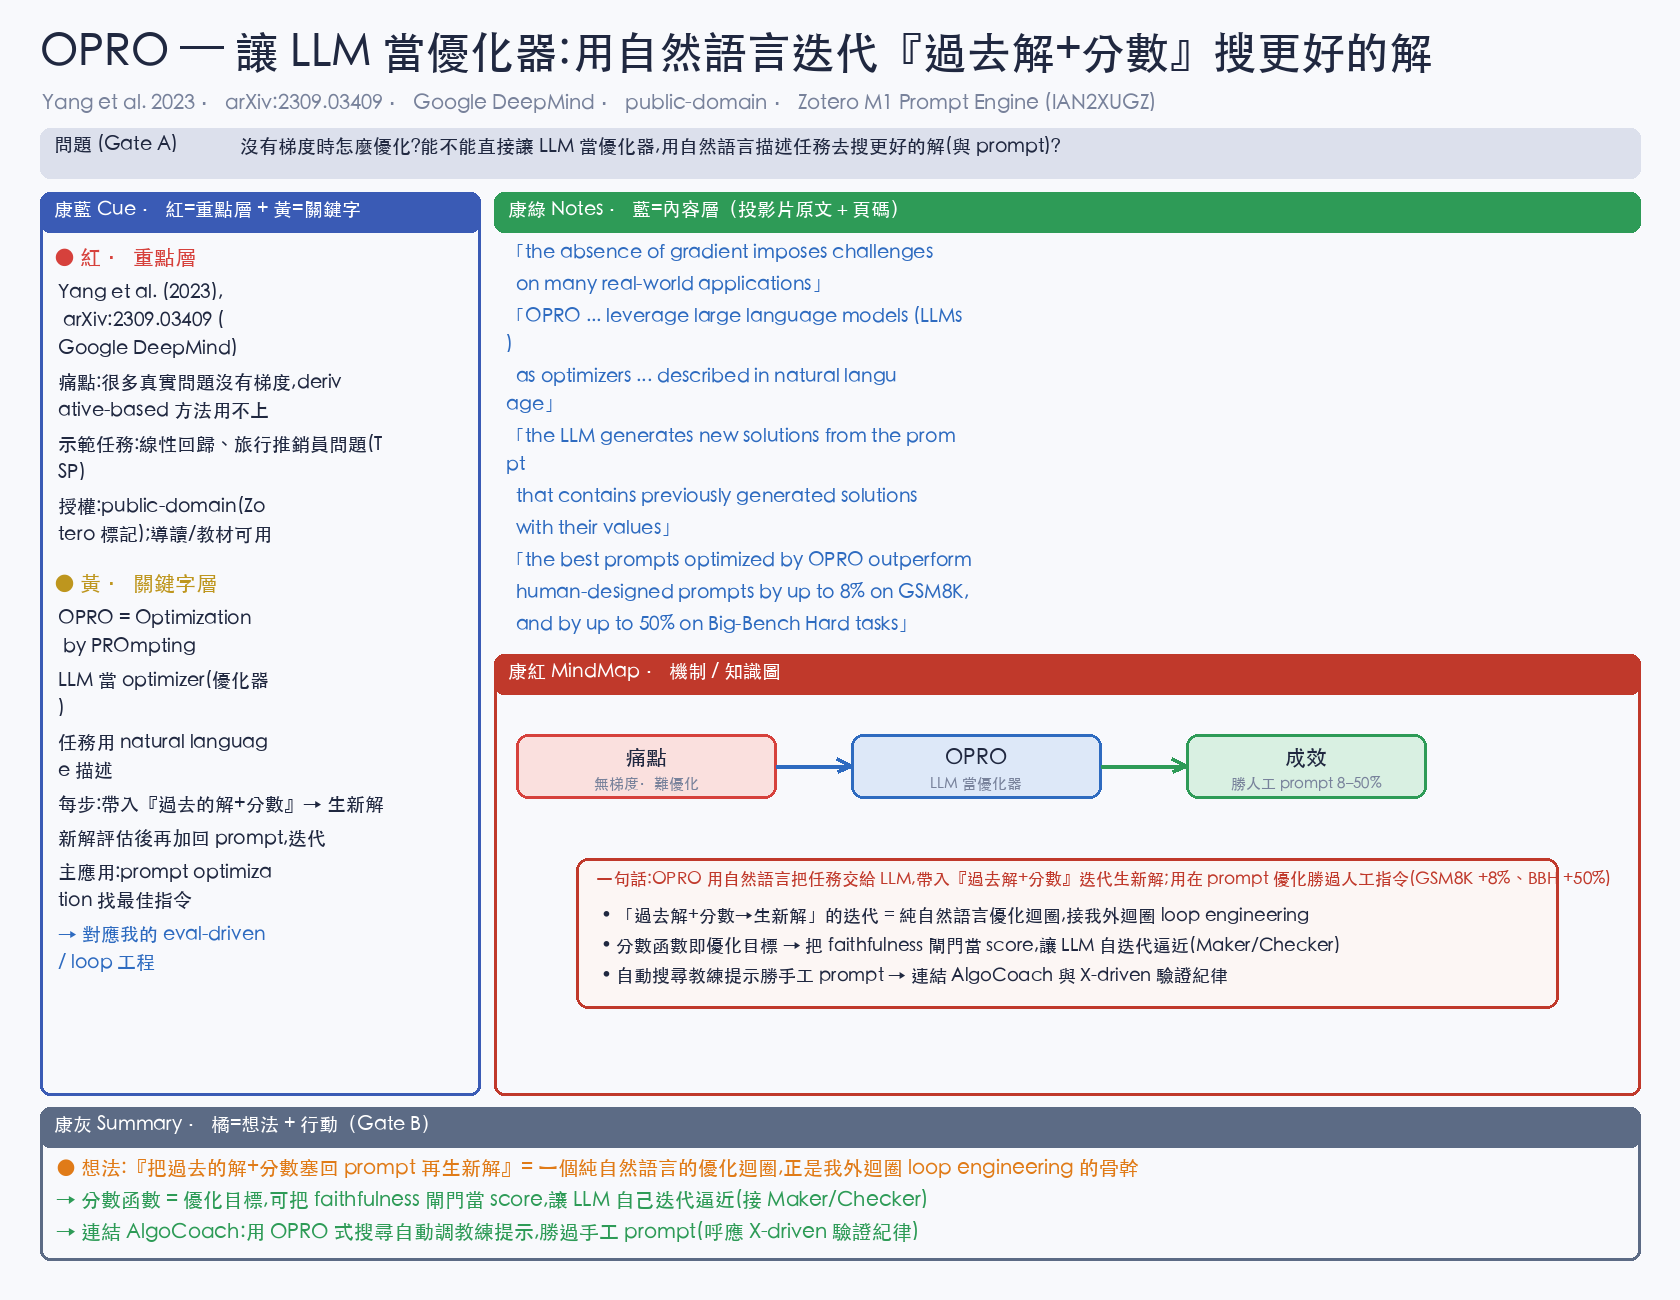 OPRO — 讓 LLM 當優化器:用自然語言迭代『過去解+分數』搜更好的解
Yang et al. 2023 · arXiv:2309.03409 · Google DeepMind · public-domain · Zotero M1 Prompt Engine (IAN2XUGZ)
問題 (Gate A) 沒有梯度時怎麼優化?能不能直接讓 LLM 當優化器,用自然語言描述任務去搜更好的解(與 prompt)?
康藍 Cue · 紅=重點層 + 黃=關鍵字
● 紅 · 重點層
Yang et al. (2023),
arXiv:2309.03409 (
Google DeepMind)
痛點:很多真實問題沒有梯度,deriv
ative-based 方法用不上
示範任務:線性回歸、旅行推銷員問題(T
SP)
授權:public-domain(Zo
tero 標記);導讀/教材可用
● 黃 · 關鍵字層
OPRO = Optimization
by PROmpting
LLM 當 optimizer(優化器
)
任務用 natural languag
e 描述
每步:帶入『過去的解+分數』→ 生新解
新解評估後再加回 prompt,迭代
主應用:prompt optimiza
tion 找最佳指令
→ 對應我的 eval-driven
/ loop 工程
康綠 Notes · 藍=內容層（投影片原文 + 頁碼）
「the absence of gradient imposes challenges
on many real-world applications」
「OPRO ... leverage large language models (LLMs
)
as optimizers ... described in natural langu
age」
「the LLM generates new solutions from the prom
pt
that contains previously generated solutions
with their values」
「the best prompts optimized by OPRO outperform
human-designed prompts by up to 8% on GSM8K,
and by up to 50% on Big-Bench Hard tasks」
康紅 MindMap · 機制 / 知識圖
痛點
無梯度 · 難優化
OPRO
LLM 當優化器
成效
勝人工 prompt 8–50%
一句話:OPRO 用自然語言把任務交給 LLM,帶入『過去解+分數』迭代生新解;用在 prompt 優化勝過人工指令(GSM8K +8%、BBH +50%)
• 「過去解+分數→生新解」的迭代 = 純自然語言優化迴圈,接我外迴圈 loop engineering
• 分數函數即優化目標 → 把 faithfulness 閘門當 score,讓 LLM 自迭代逼近(Maker/Checker)
• 自動搜尋教練提示勝手工 prompt → 連結 AlgoCoach 與 X-driven 驗證紀律
康灰 Summary · 橘=想法 + 行動（Gate B）
● 想法:『把過去的解+分數塞回 prompt 再生新解』= 一個純自然語言的優化迴圈,正是我外迴圈 loop engineering 的骨幹
→ 分數函數 = 優化目標,可把 faithfulness 閘門當 score,讓 LLM 自己迭代逼近(接 Maker/Checker)
→ 連結 AlgoCoach:用 OPRO 式搜尋自動調教練提示,勝過手工 prompt(呼應 X-driven 驗證紀律)